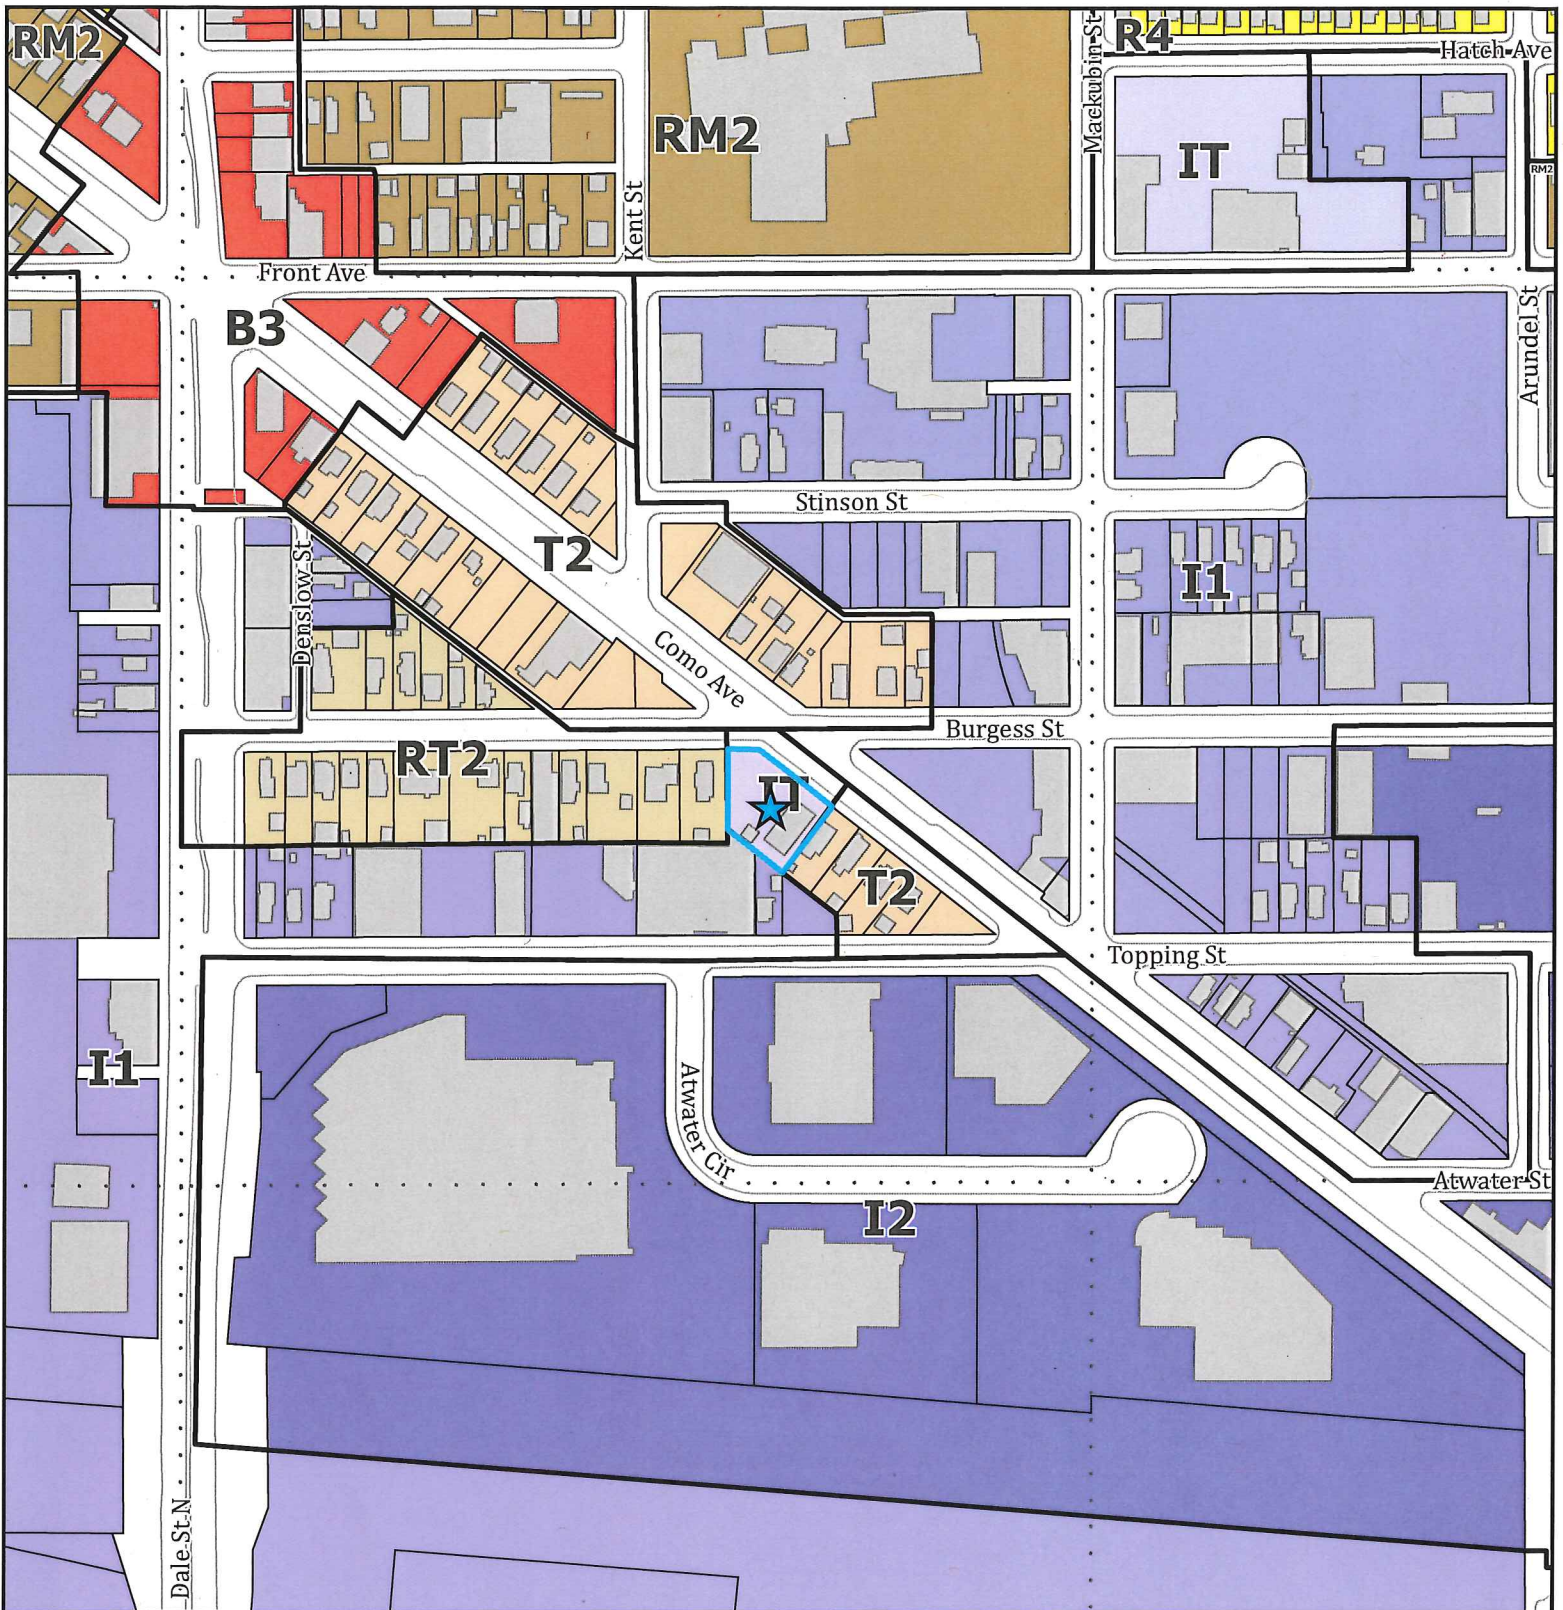 RM2
R4
Hatch Ave
Mackubin St
RM2
IT
RM2
Kent St
Front Ave
B3
Arundel St
Stinson St
T2
I1
Denslow St
Como Ave
Burgess St
RT2
IT
T2
Topping St
I1
Atwater Cir
Atwater St
I2
Dale St N